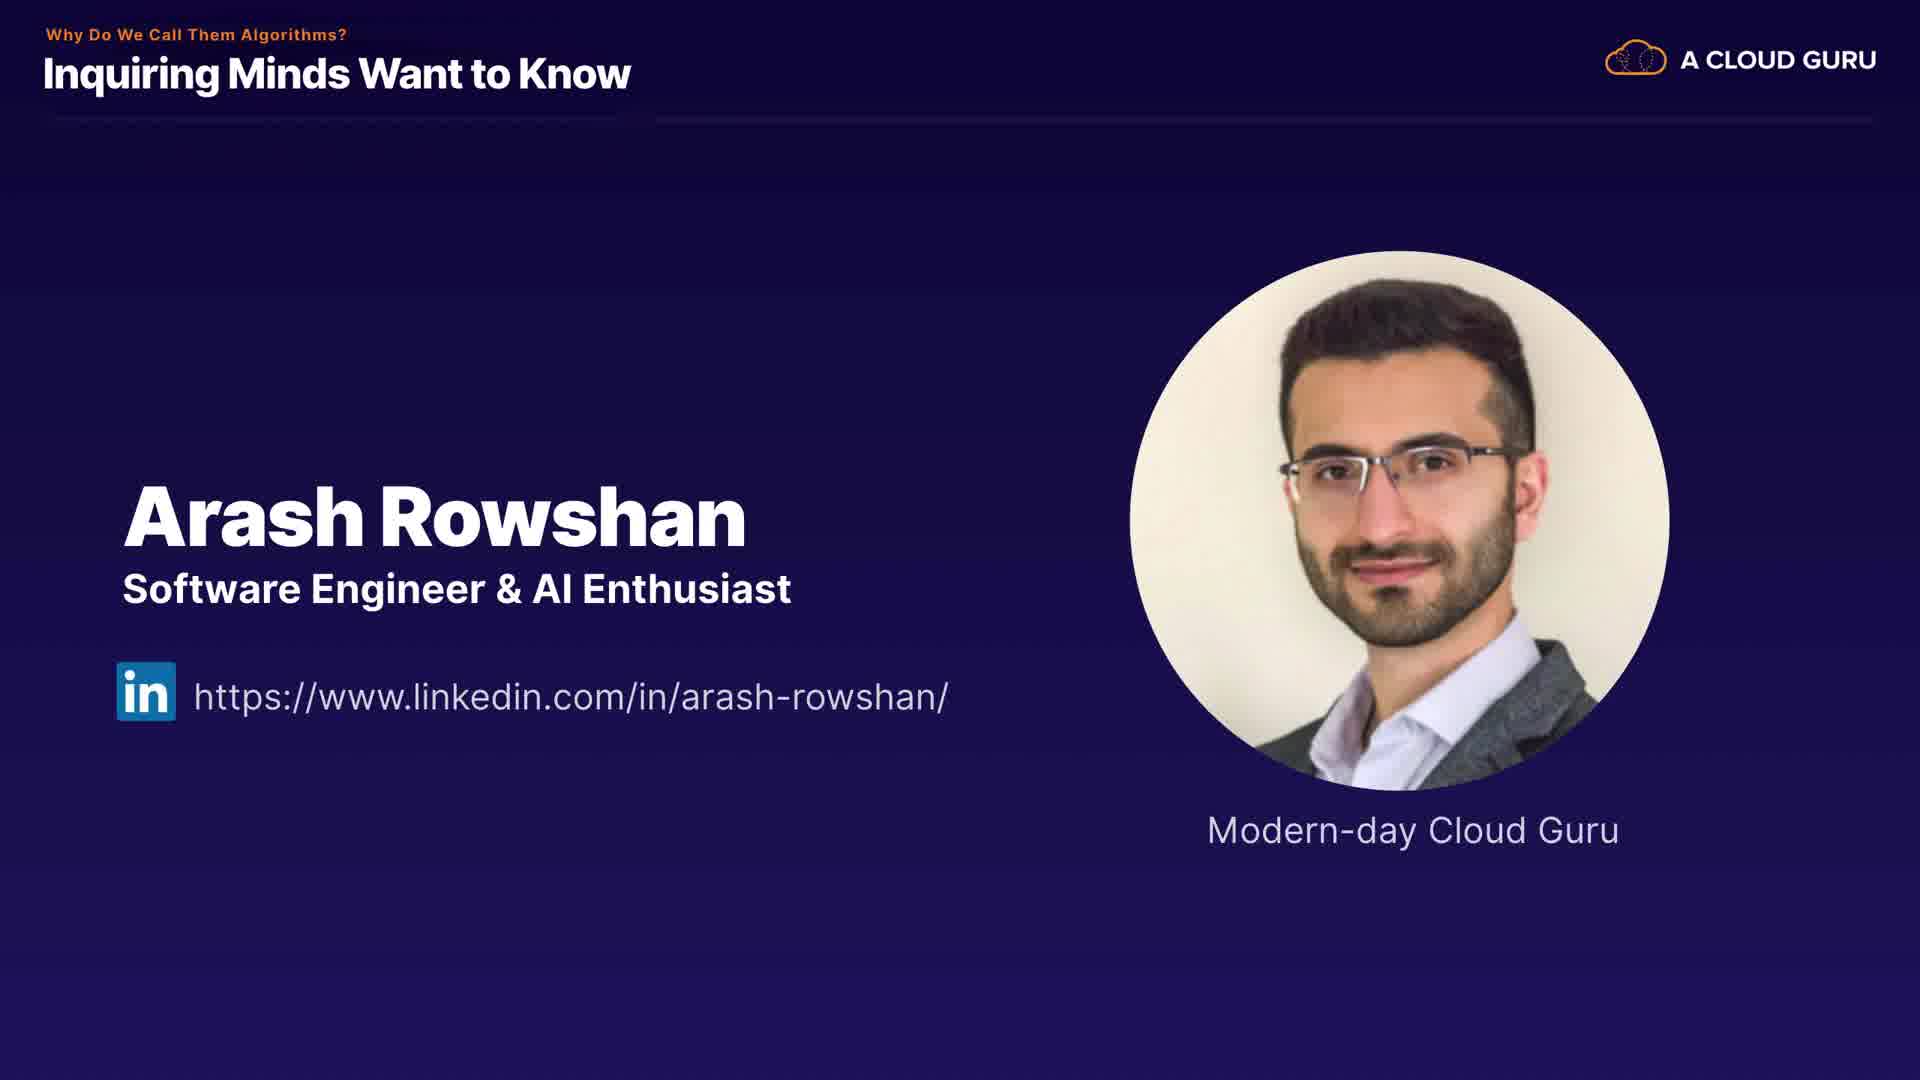 Why Do We Call Them Algorithms?
Inquiring Minds Want to Know
A CLOUD GURU
Arash Rowshan
Software Engineer & AI Enthusiast
in https://www.linkedin.com/in/arash-rowshan/
Modern-day Cloud Guru